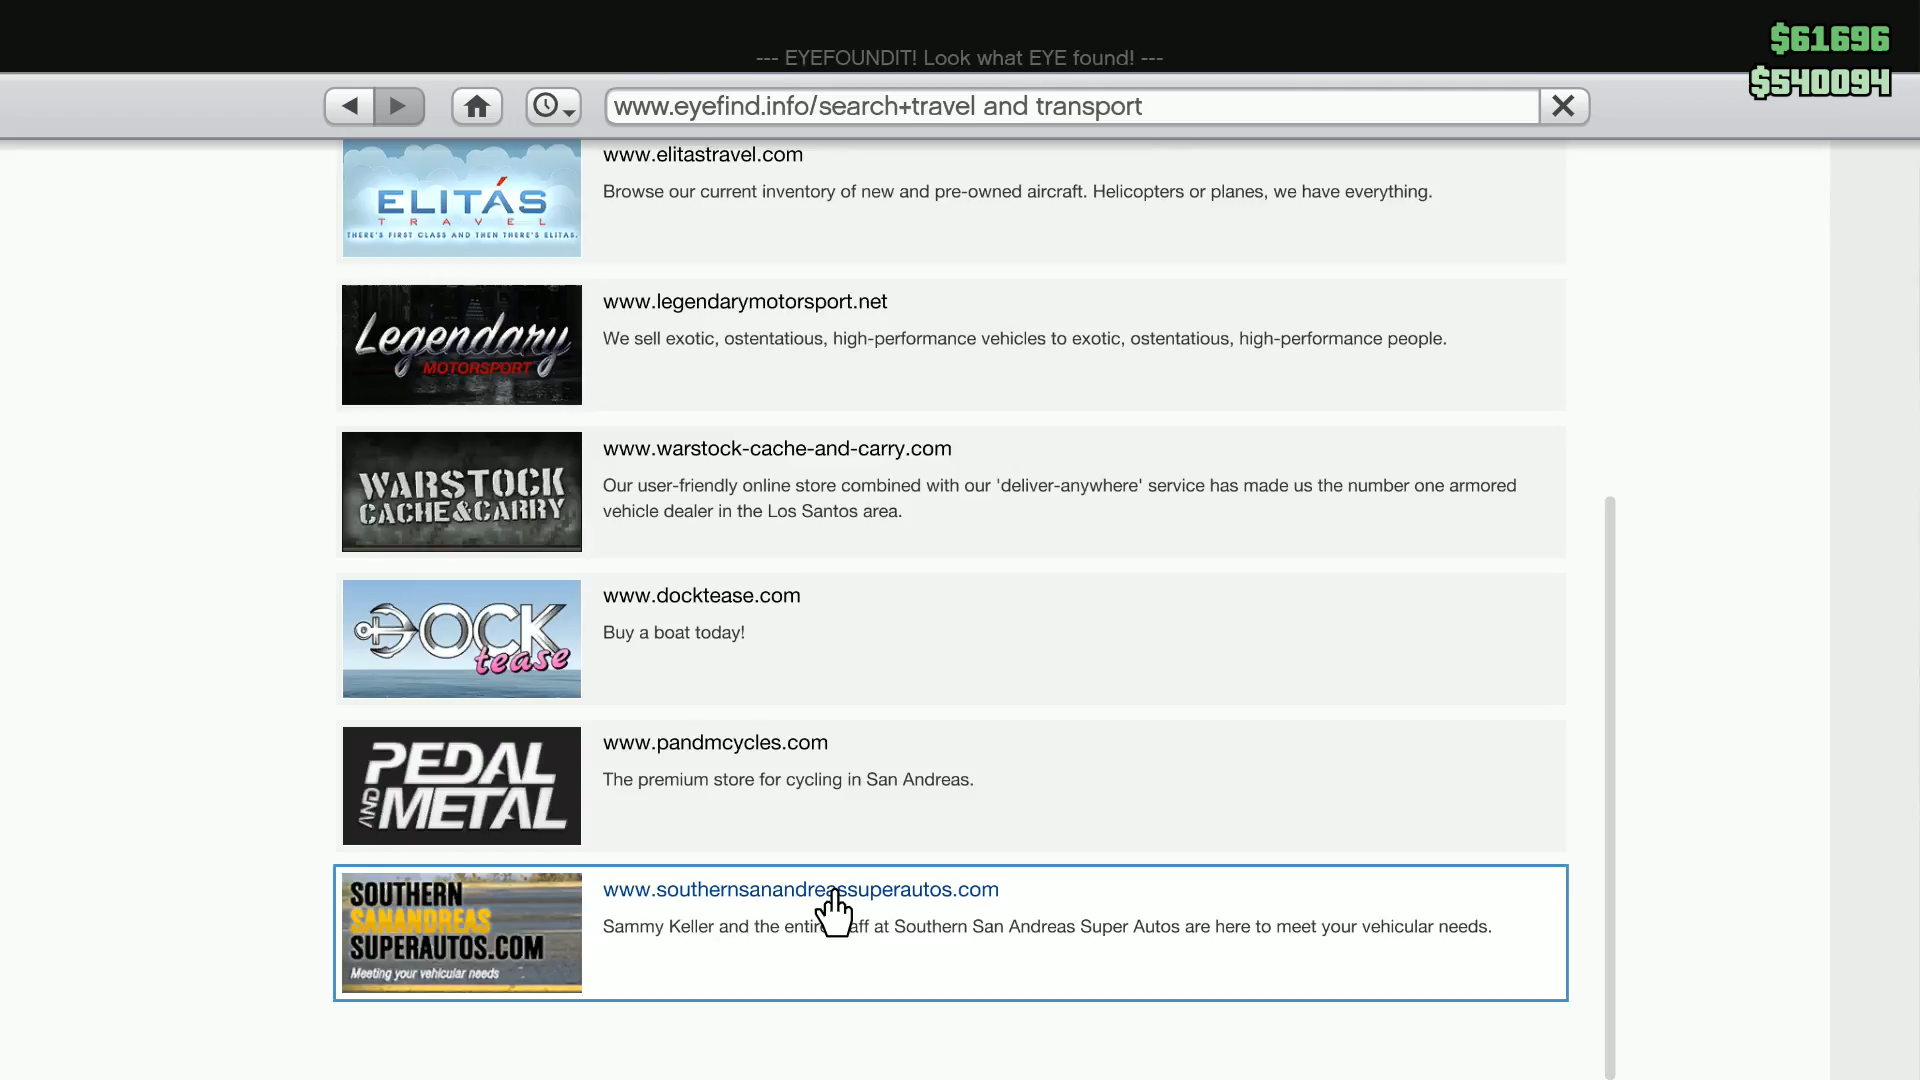 $61696
--- EYEFOUNDIT! Look what EYE found! ---
$540094
www.eyefind.info/search+travel and transport
ELITÁS
TRAVEL
THERE'S FIRST CLASS AND THEN THERE'S ELITAS.
www.elitastravel.com
Browse our current inventory of new and pre-owned aircraft. Helicopters or planes, we have everything.
Legendary
MOTORSPORT
www.legendarymotorsport.net
We sell exotic, ostentatious, high-performance vehicles to exotic, ostentatious, high-performance people.
WARSTOCK
CACHE&CARRY
www.warstock-cache-and-carry.com
Our user-friendly online store combined with our 'deliver-anywhere' service has made us the number one armored
vehicle dealer in the Los Santos area.
DOCK
tease
www.docktease.com
Buy a boat today!
PEDAL
AND METAL
www.pandmcycles.com
The premium store for cycling in San Andreas.
SOUTHERN
SANANDREAS
SUPERAUTOS.COM
Meeting your vehicular needs
www.southernsanandreassuperautos.com
Sammy Keller and the entire staff at Southern San Andreas Super Autos are here to meet your vehicular needs.